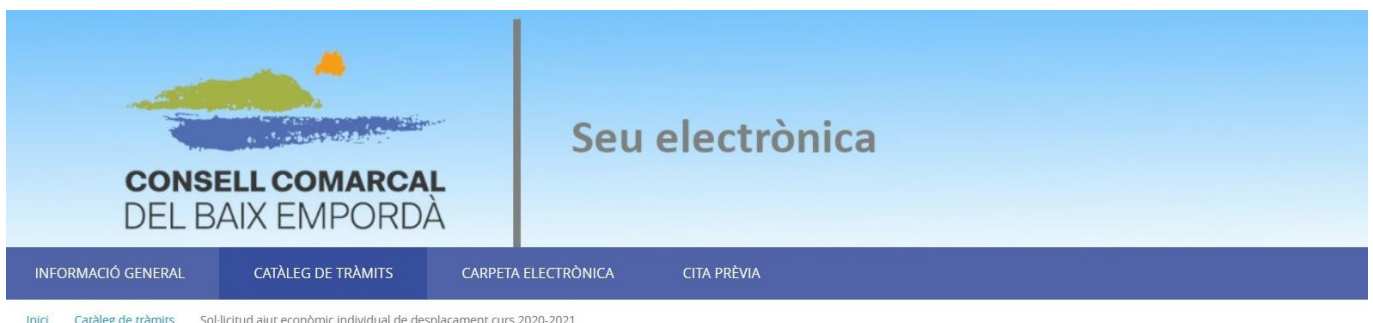 CONSELL COMARCAL
DEL BAIX EMPORDÀ
Seu electrònica
INFORMACIÓ GENERAL CATÀLEG DE TRÀMITS CARPETA ELECTRÒNICA CITA PRÈVIA
Inici Catàleg de tràmits Sol·licitud ajut econòmic individual de desplaçament curs 2020-2021